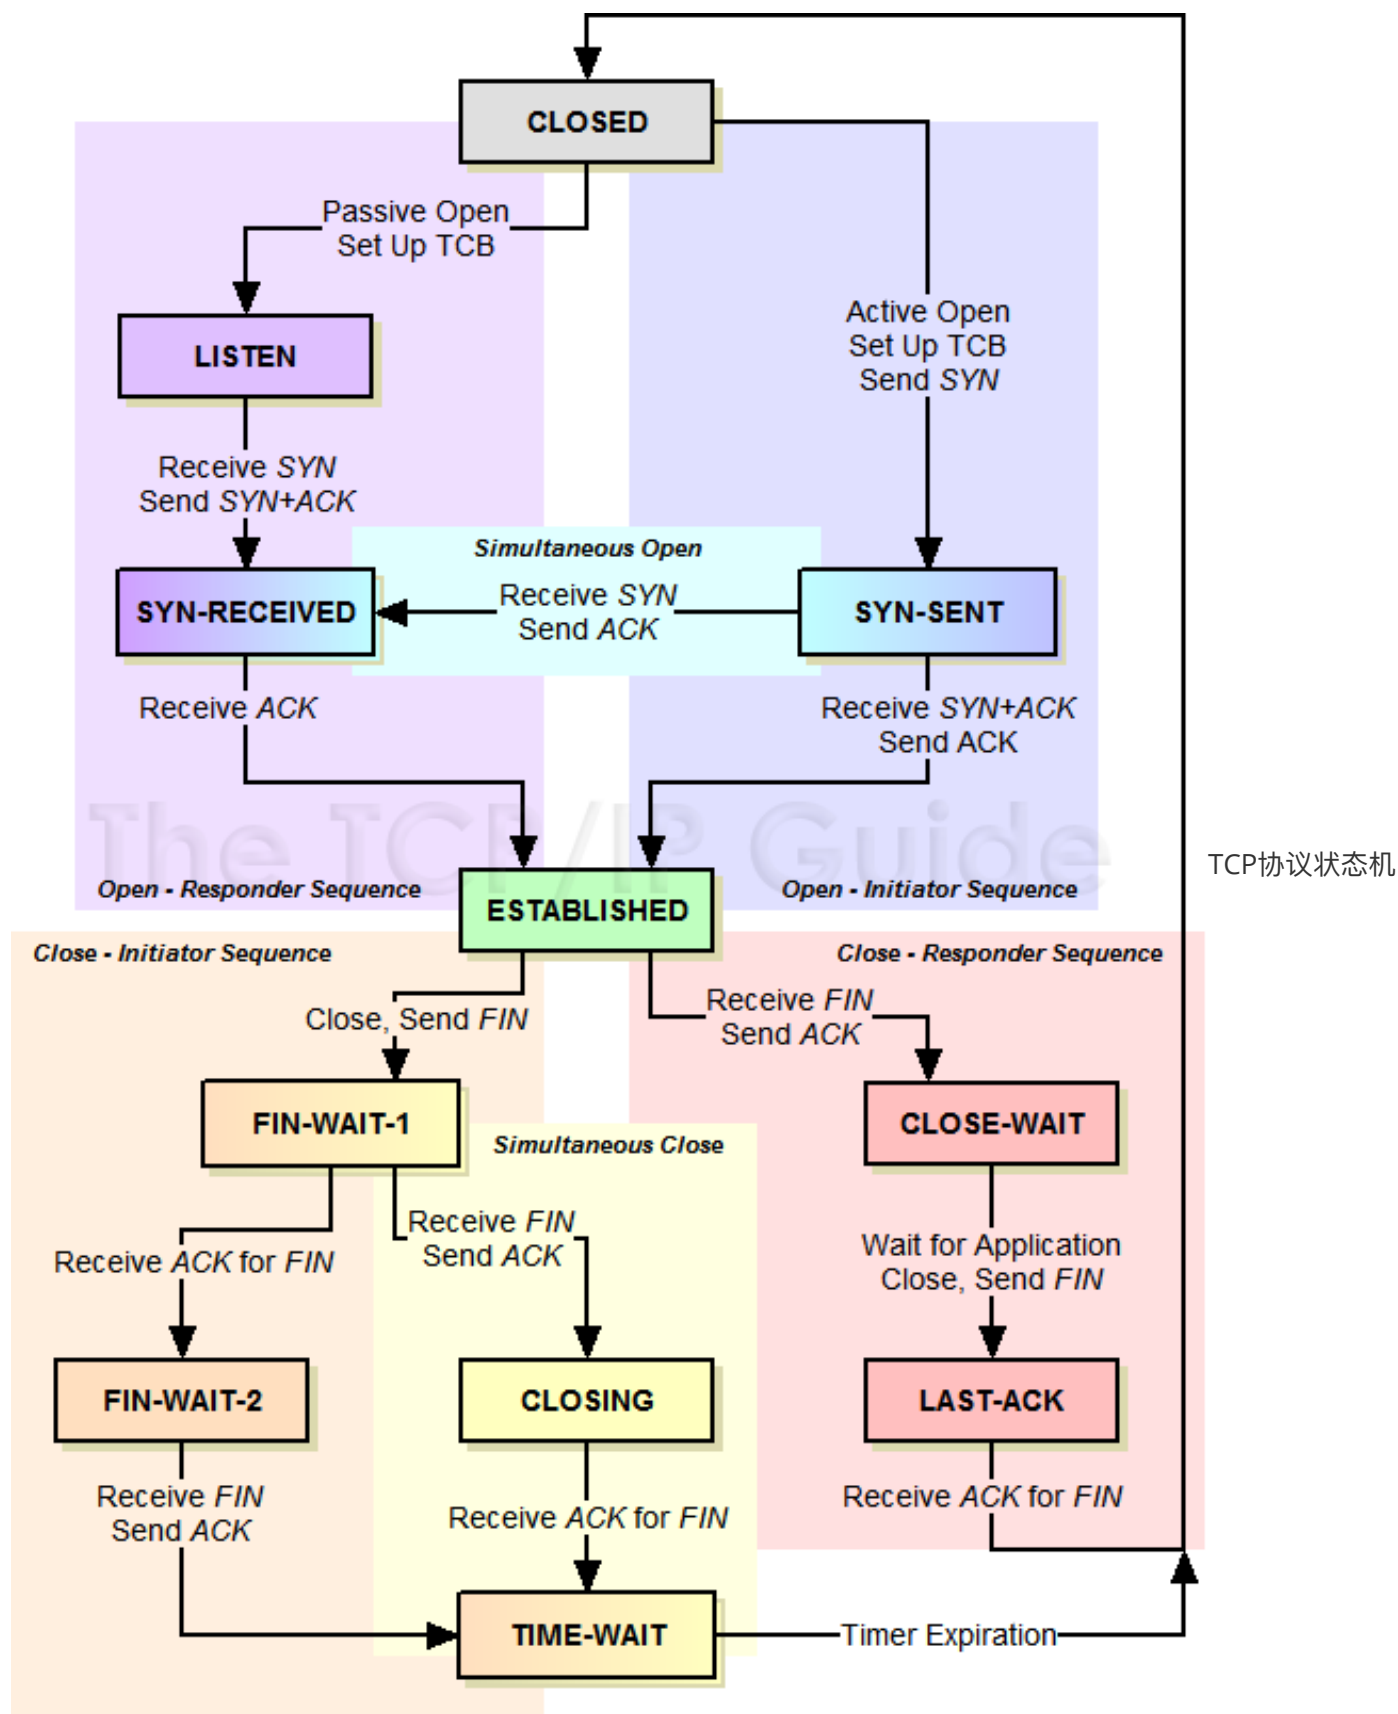 CLOSED
Passive Open
Set Up TCB
Active Open
Set Up TCB
Send SYN
LISTEN
Receive SYN
Send SYN+ACK
Simultaneous Open
SYN-RECEIVED
Receive SYN
Send ACK
SYN-SENT
Receive ACK
Receive SYN+ACK
Send ACK
The TCP/IP Guide
TCP协议状态机
Open - Responder Sequence
Open - Initiator Sequence
ESTABLISHED
Close - Initiator Sequence
Close - Responder Sequence
Close, Send FIN
Receive FIN
Send ACK
FIN-WAIT-1
CLOSE-WAIT
Simultaneous Close
Receive ACK for FIN
Receive FIN
Send ACK
Wait for Application
Close, Send FIN
FIN-WAIT-2
CLOSING
LAST-ACK
Receive FIN
Send ACK
Receive ACK for FIN
Receive ACK for FIN
TIME-WAIT
Timer Expiration